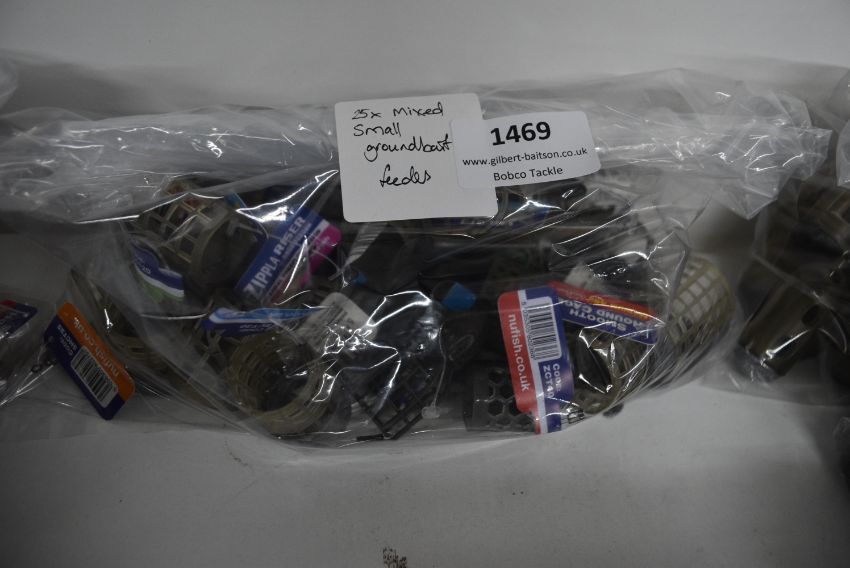 25x Mixed
Small
groundbait
feeders
1469
www.gilbert-baitson.co.uk
Bobco Tackle
ZIPPLA RISER
nufish.co.uk
SMOOTH
nufish.co.uk